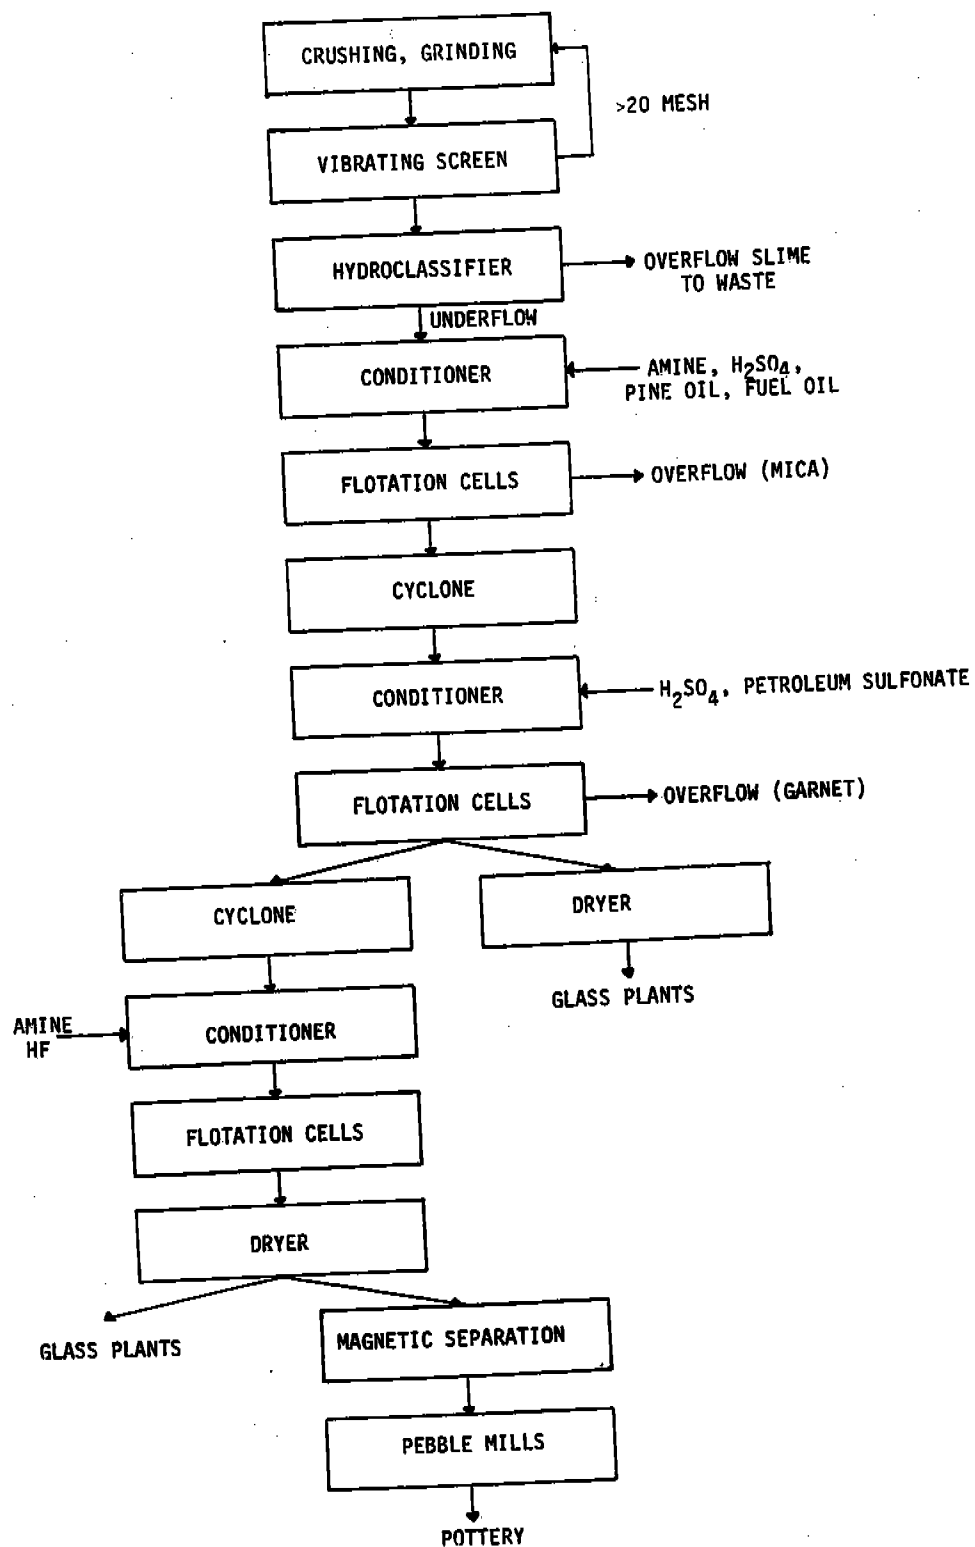 CRUSHING, GRINDING
>20 MESH
VIBRATING SCREEN
HYDROCLASSIFIER
OVERFLOW SLIME
TO WASTE
UNDERFLOW
CONDITIONER
AMINE, H2SO4,
PINE OIL, FUEL OIL
FLOTATION CELLS
OVERFLOW (MICA)
CYCLONE
CONDITIONER
H2SO4, PETROLEUM SULFONATE
FLOTATION CELLS
OVERFLOW (GARNET)
CYCLONE
DRYER
GLASS PLANTS
AMINE
HF
CONDITIONER
FLOTATION CELLS
DRYER
GLASS PLANTS
MAGNETIC SEPARATION
PEBBLE MILLS
POTTERY